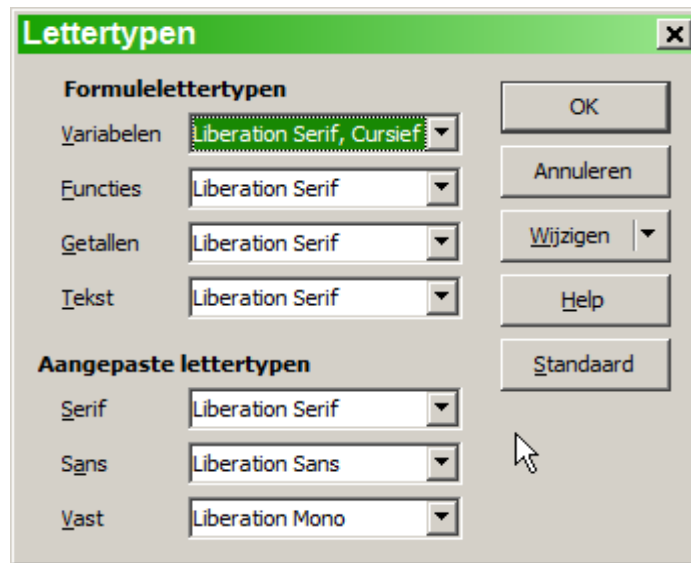 Lettertypen
Formulelettertypen
Variabelen Liberation Serif, Cursief
Functies Liberation Serif
Getallen Liberation Serif
Tekst Liberation Serif
Aangepaste lettertypen
Serif Liberation Serif
Sans Liberation Sans
Vast Liberation Mono
OK
Annuleren
Wijzigen
Help
Standaard